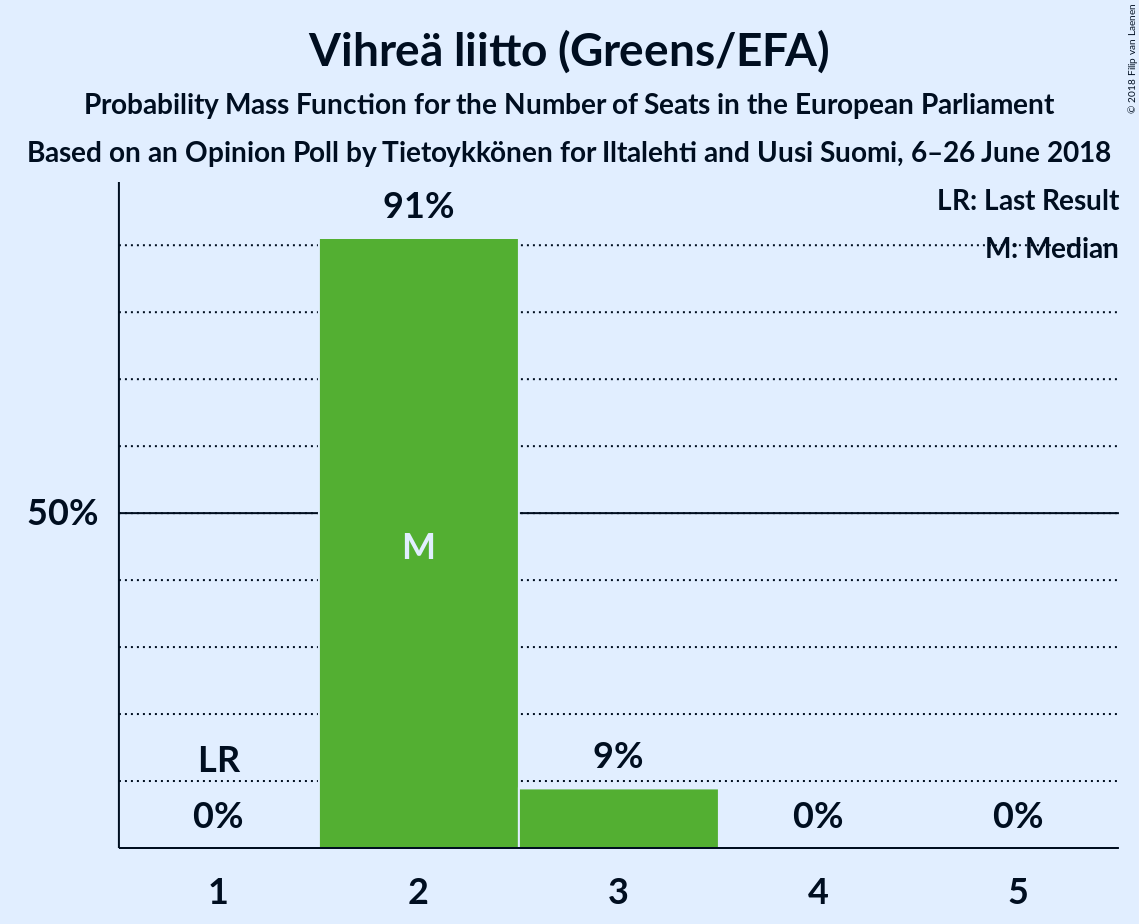 Vihreä liitto (Greens/EFA)
Probability Mass Function for the Number of Seats in the European Parliament
Based on an Opinion Poll by Tietoykkönen for Iltalehti and Uusi Suomi, 6–26 June 2018
© 2018 Filip van Laenen
LR: Last Result
M: Median
91%
50%
M
LR
0%
9%
0%
0%
1
2
3
4
5